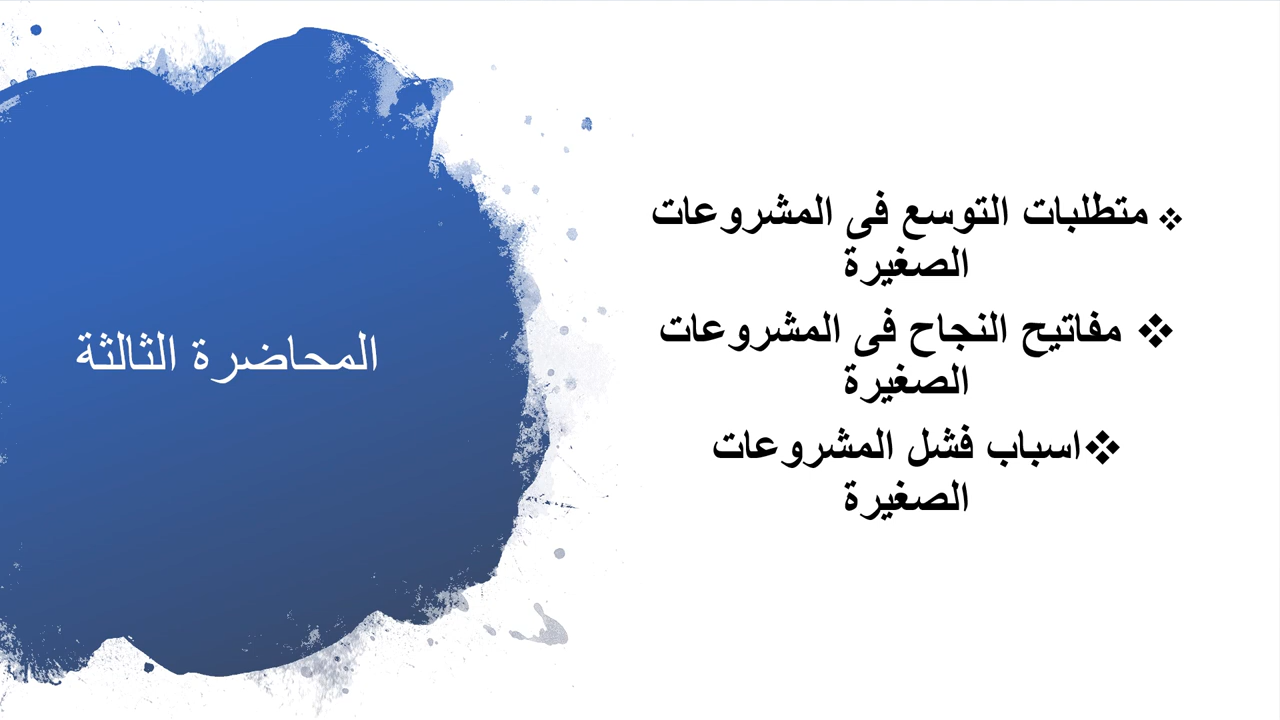 المحاضرة الثالثة
❖ متطلبات التوسع فى المشروعات
الصغيرة
❖ مفاتيح النجاح فى المشروعات
الصغيرة
❖اسباب فشل المشروعات
الصغيرة